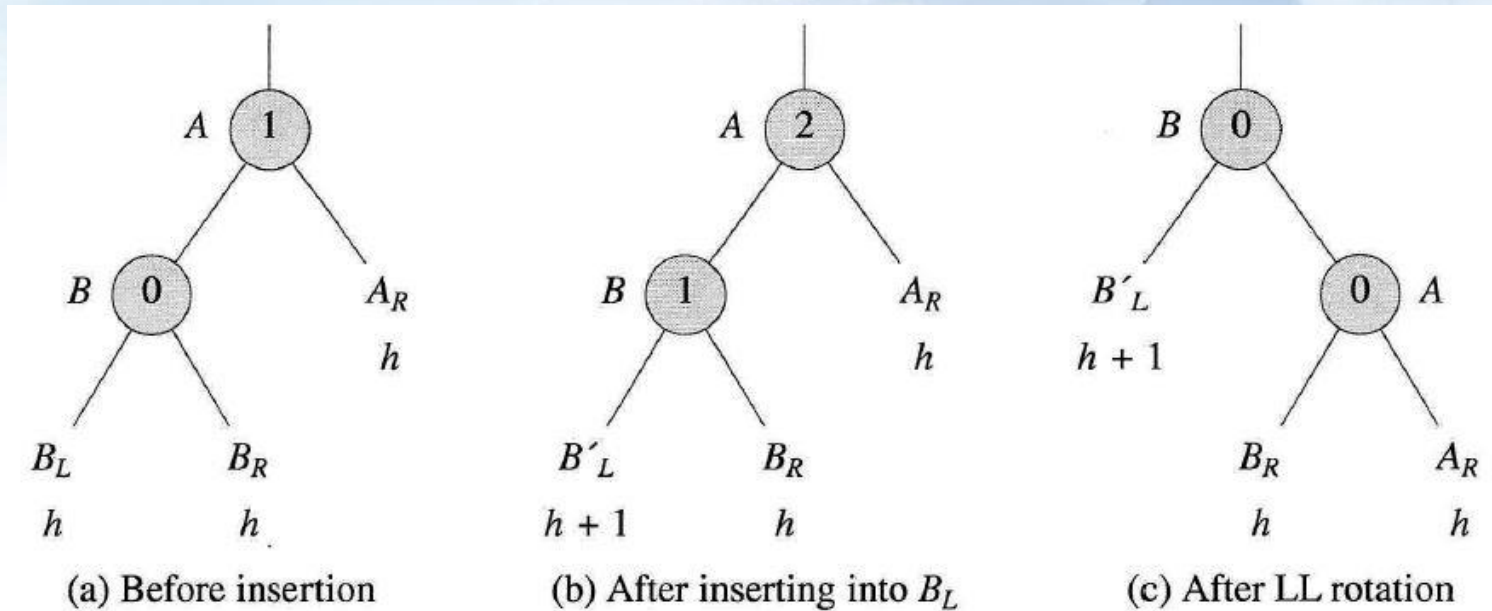 A 1 A 2 B 0
B 0 A_R B 1 A_R B´_L 0 A
h h h + 1
B_L B_R B´_L B_R B_R A_R
h h h + 1 h h h
(a) Before insertion (b) After inserting into B_L (c) After LL rotation